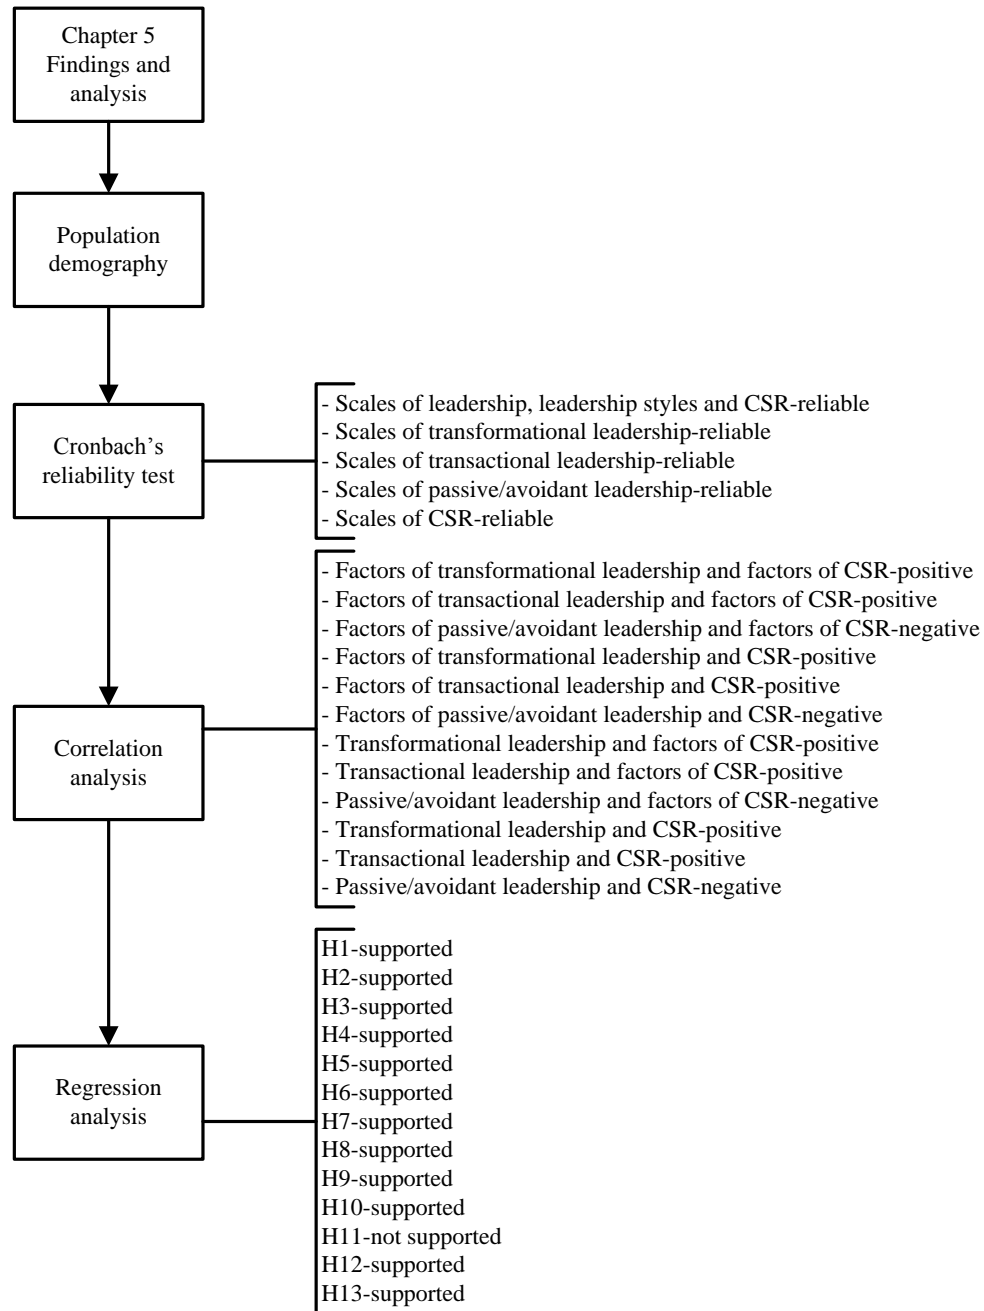 Chapter 5
Findings and
analysis
Population
demography
Cronbach’s
reliability test
- Scales of leadership, leadership styles and CSR-reliable
- Scales of transformational leadership-reliable
- Scales of transactional leadership-reliable
- Scales of passive/avoidant leadership-reliable
- Scales of CSR-reliable
Correlation
analysis
- Factors of transformational leadership and factors of CSR-positive
- Factors of transactional leadership and factors of CSR-positive
- Factors of passive/avoidant leadership and factors of CSR-negative
- Factors of transformational leadership and CSR-positive
- Factors of transactional leadership and CSR-positive
- Factors of passive/avoidant leadership and CSR-negative
- Transformational leadership and factors of CSR-positive
- Transactional leadership and factors of CSR-positive
- Passive/avoidant leadership and factors of CSR-negative
- Transformational leadership and CSR-positive
- Transactional leadership and CSR-positive
- Passive/avoidant leadership and CSR-negative
Regression
analysis
H1-supported
H2-supported
H3-supported
H4-supported
H5-supported
H6-supported
H7-supported
H8-supported
H9-supported
H10-supported
H11-not supported
H12-supported
H13-supported